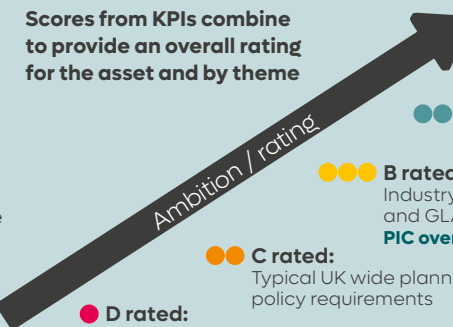 Scores from KPIs combine
to provide an overall rating
for the asset and by theme
Ambition / rating
B rated:
Industry
and GLA
PIC over
C rated:
Typical UK wide plann
policy requirements
D rated: